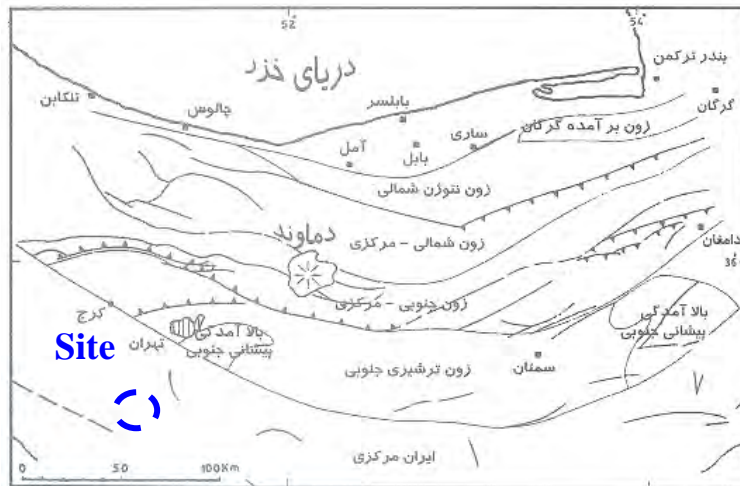 52°
54°
دریای خزر
بندر ترکمن
گرگان
تنکابن
چالوس
بابلسر
زون بر آمده گرگان
ساری
بابل
آمل
زون نئوژن شمالی
دماوند
زون شمالی - مرکزی
دامغان
36°
زون جنوبی - مرکزی
کرج
بالا آمدگی
پیشانی جنوبی
بالا آمدگی
پیشانی جنوبی
تهران
Site
سمنان
زون ترشیری جنوبی
ایران مرکزی
0 50 100Km